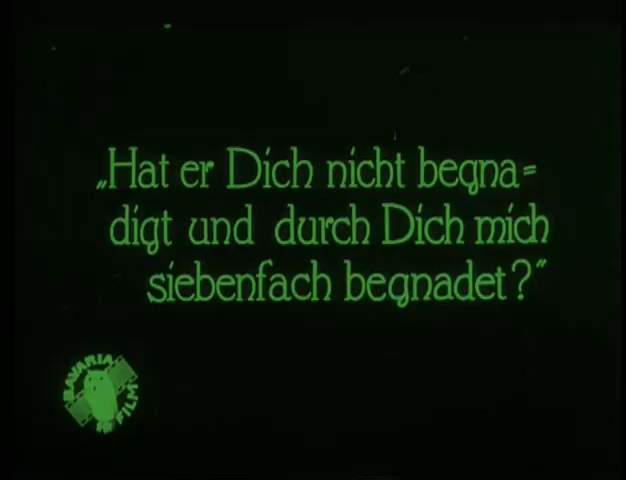 „Hat er Dich nicht begna=
digt und durch Dich mich
siebenfach begnadet?“
BAVARIA
FILM